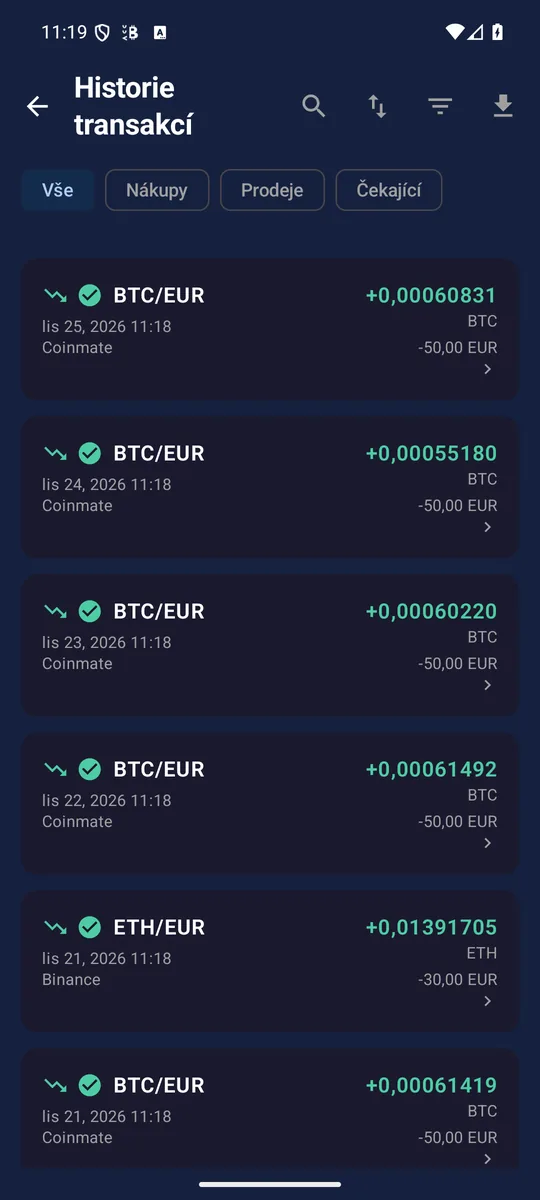 11:19
Historie
transakcí
Vše
Nákupy
Prodeje
Čekající
BTC/EUR
+0,00060831
lis 25, 2026 11:18
BTC
Coinmate
-50,00 EUR
BTC/EUR
+0,00055180
lis 24, 2026 11:18
BTC
Coinmate
-50,00 EUR
BTC/EUR
+0,00060220
lis 23, 2026 11:18
BTC
Coinmate
-50,00 EUR
BTC/EUR
+0,00061492
lis 22, 2026 11:18
BTC
Coinmate
-50,00 EUR
ETH/EUR
+0,01391705
lis 21, 2026 11:18
ETH
Binance
-30,00 EUR
BTC/EUR
+0,00061419
lis 21, 2026 11:18
BTC
Coinmate
-50,00 EUR